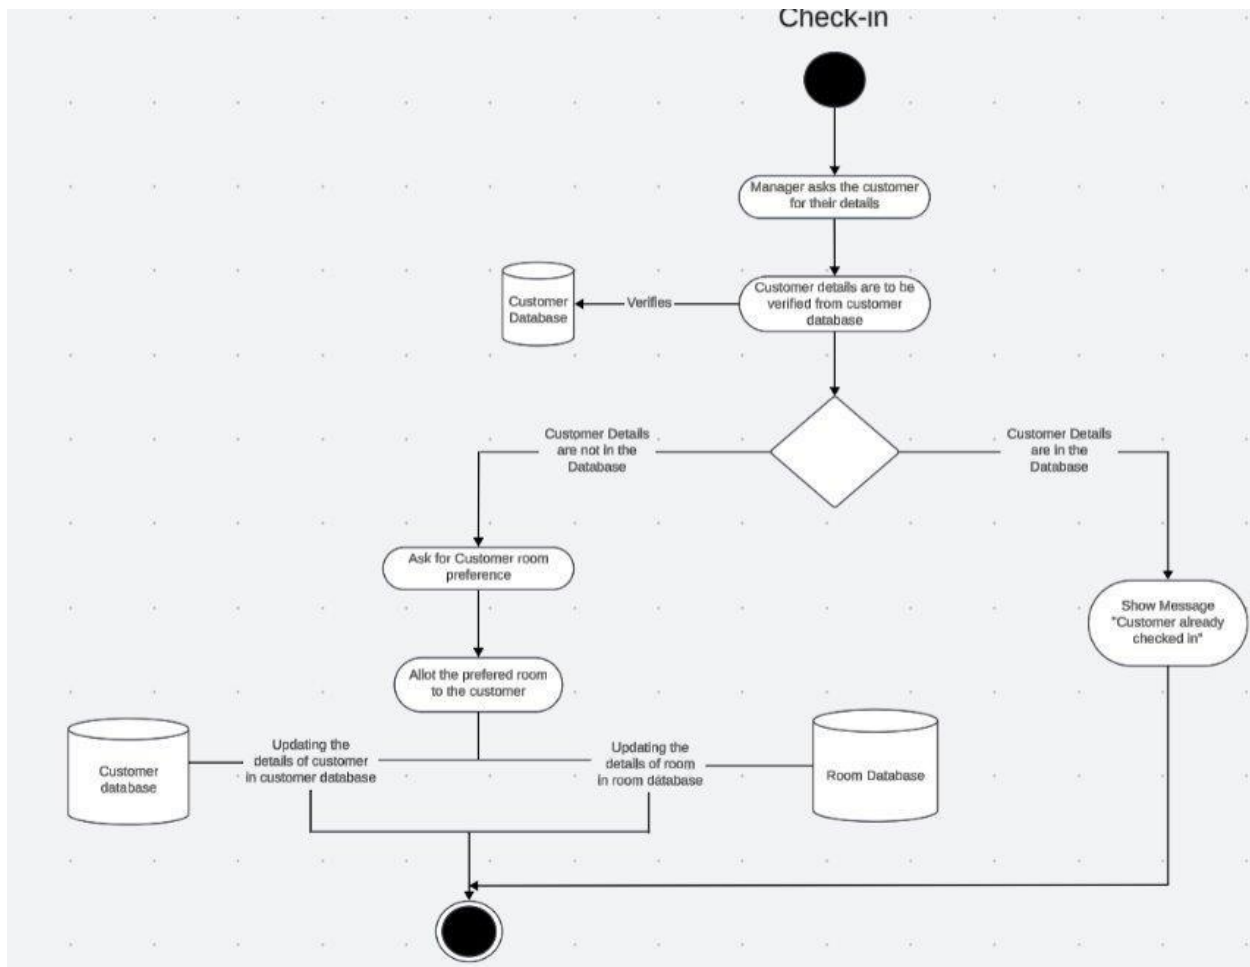 Check-in
Manager asks the customer
for their details
Customer details are to be
verified from customer
database
Verifies
Customer
Database
Customer Details
are not in the
Database
Customer Details
are in the
Database
Ask for Customer room
preference
Show Message
"Customer already
checked in"
Allot the prefered room
to the customer
Updating the
details of customer
in customer database
Updating the
details of room
in room database
Customer
database
Room Database